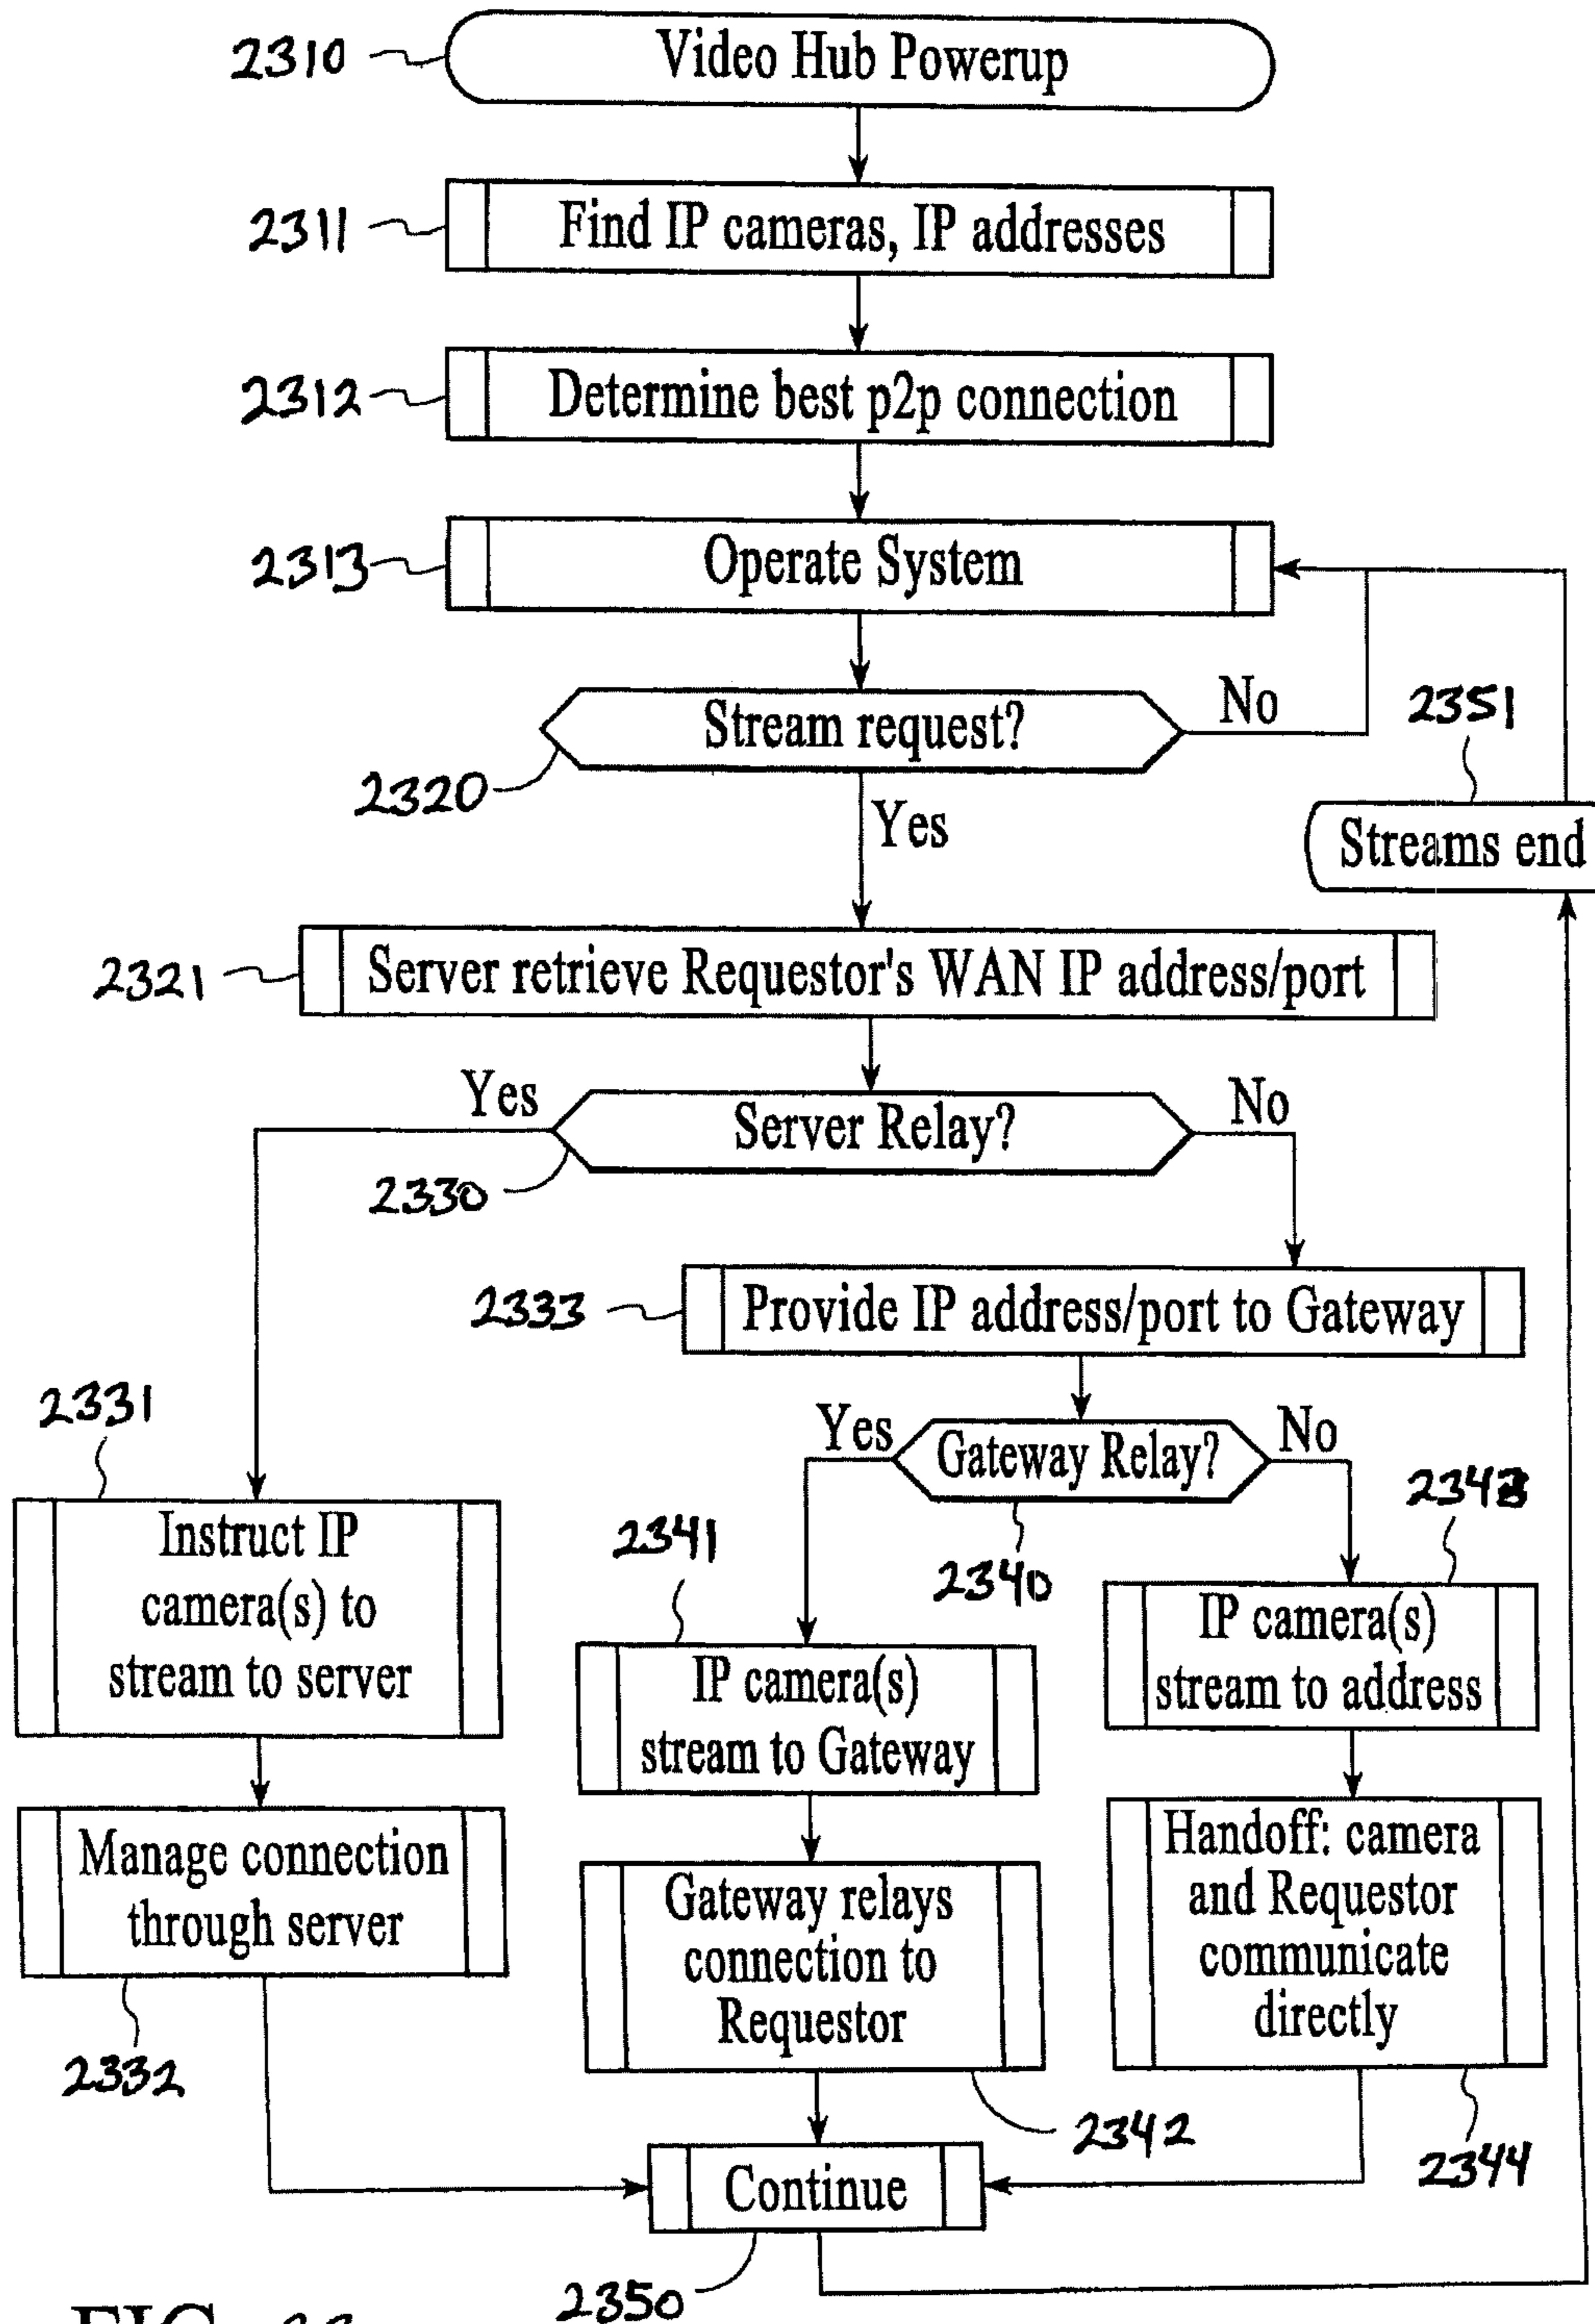 2310
Video Hub Powerup
2311
Find IP cameras, IP addresses
2312
Determine best p2p connection
2313
Operate System
Stream request?
No
2320
Yes
2351
Streams end
2321
Server retrieve Requestor's WAN IP address/port
Yes
Server Relay?
No
2330
2333
Provide IP address/port to Gateway
Yes
Gateway Relay?
No
2340
2331
Instruct IP
camera(s) to
stream to server
2341
IP camera(s)
stream to Gateway
2343
IP camera(s)
stream to address
Manage connection
through server
2332
Gateway relays
connection to
Requestor
2342
Handoff: camera
and Requestor
communicate
directly
2344
Continue
2350
FIG.